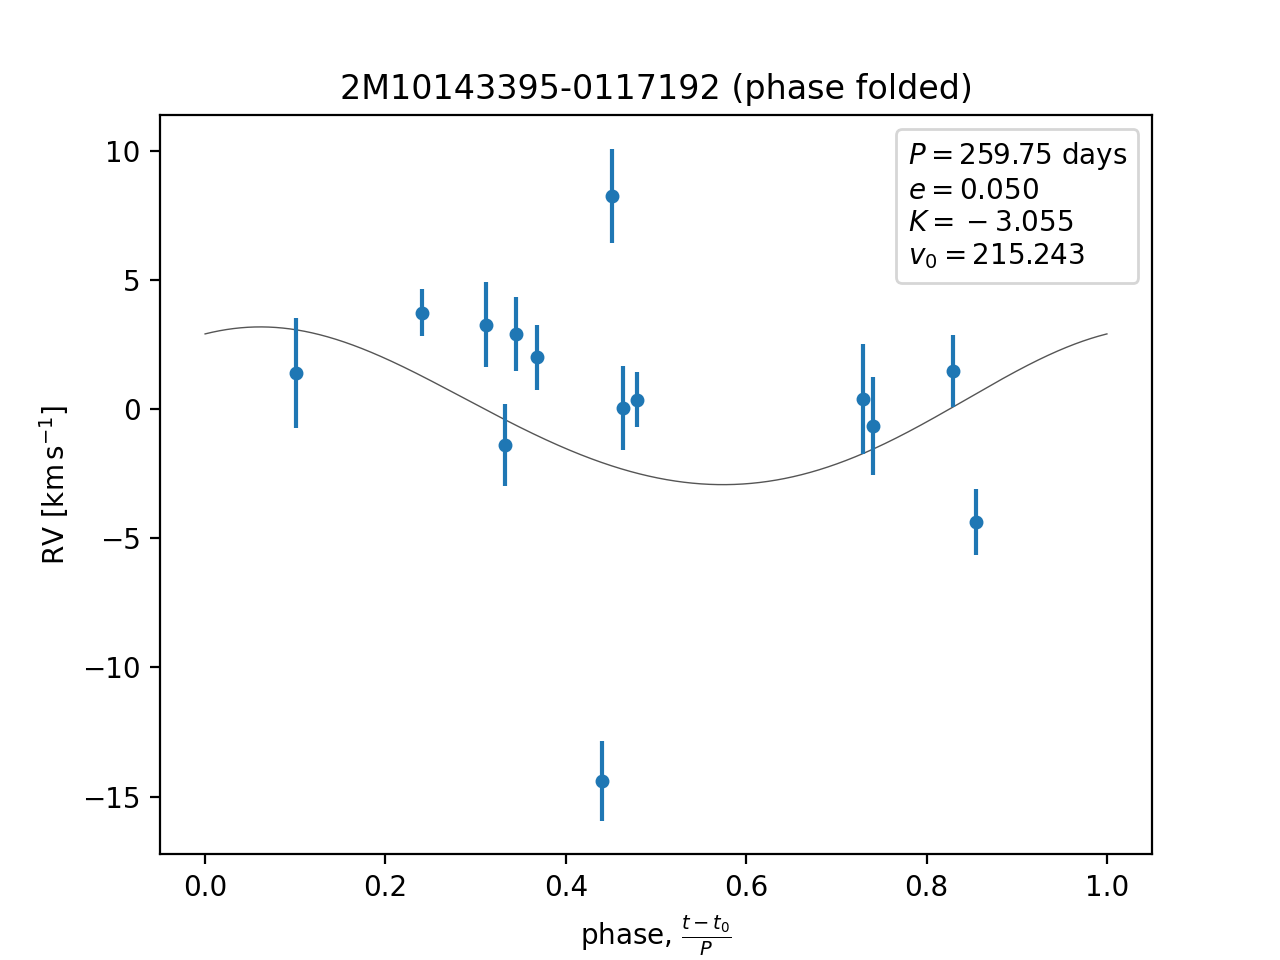 2M10143395-0117192 (phase folded)
P = 259.75 days
e = 0.050
K = −3.055
v₀ = 215.243
10
5
0
−5
−10
−15
RV [km s⁻¹]
0.0 0.2 0.4 0.6 0.8 1.0
phase, (t − t₀)/P